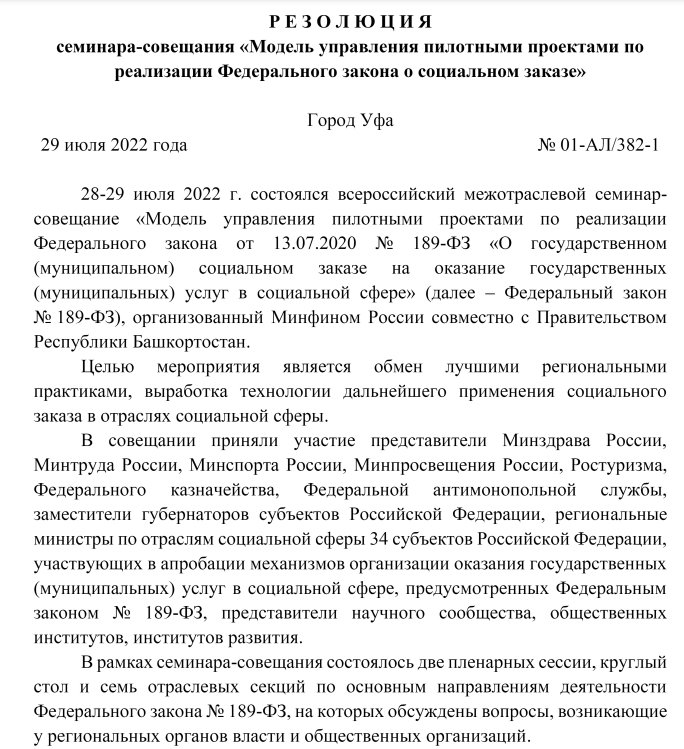 Р Е З О Л Ю Ц И Я
семинара-совещания «Модель управления пилотными проектами по
реализации Федерального закона о социальном заказе»
Город Уфа
29 июля 2022 года № 01-АЛ/382-1
28-29 июля 2022 г. состоялся всероссийский межотраслевой семинар-
совещание «Модель управления пилотными проектами по реализации
Федерального закона от 13.07.2020 № 189-ФЗ «О государственном
(муниципальном) социальном заказе на оказание государственных
(муниципальных) услуг в социальной сфере» (далее – Федеральный закон
№ 189-ФЗ), организованный Минфином России совместно с Правительством
Республики Башкортостан.
Целью мероприятия является обмен лучшими региональными
практиками, выработка технологии дальнейшего применения социального
заказа в отраслях социальной сферы.
В совещании приняли участие представители Минздрава России,
Минтруда России, Минспорта России, Минпросвещения России, Ростуризма,
Федерального казначейства, Федеральной антимонопольной службы,
заместители губернаторов субъектов Российской Федерации, региональные
министры по отраслям социальной сферы 34 субъектов Российской Федерации,
участвующих в апробации механизмов организации оказания государственных
(муниципальных) услуг в социальной сфере, предусмотренных Федеральным
законом № 189-ФЗ, представители научного сообщества, общественных
институтов, институтов развития.
В рамках семинара-совещания состоялось две пленарных сессии, круглый
стол и семь отраслевых секций по основным направлениям деятельности
Федерального закона № 189-ФЗ, на которых обсуждены вопросы, возникающие
у региональных органов власти и общественных организаций.